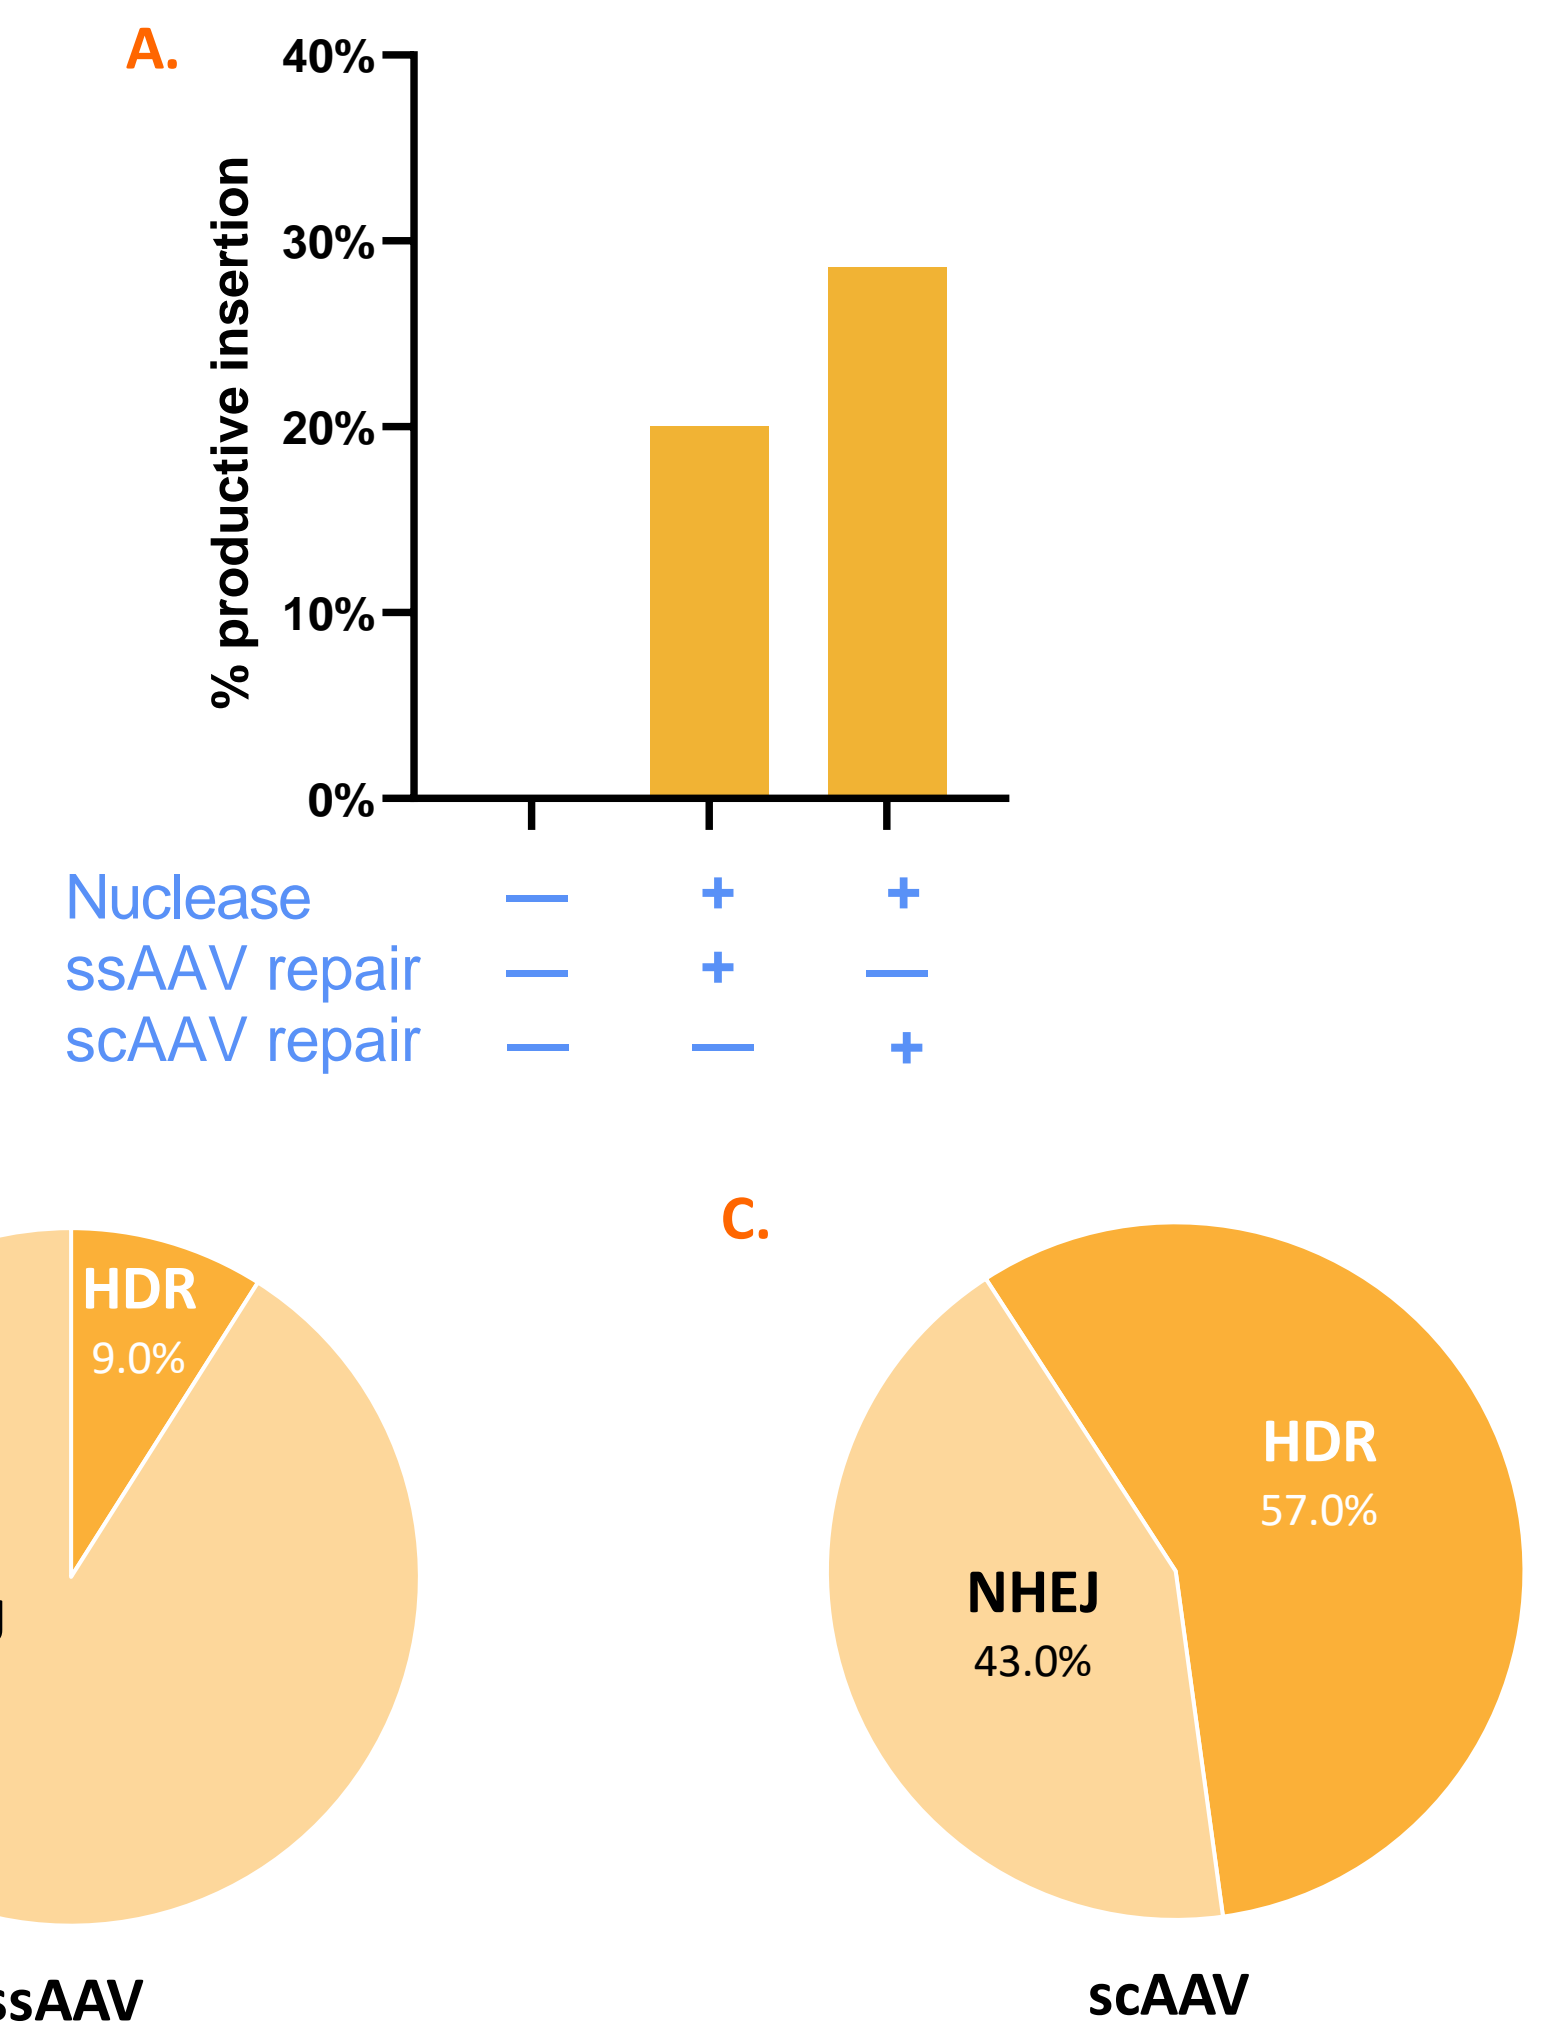 A.
40%
30%
20%
10%
0%
% productive insertion
Nuclease — + +
ssAAV repair — + —
scAAV repair — — +
HDR
9.0%
J
ssAAV
C.
HDR
57.0%
NHEJ
43.0%
scAAV